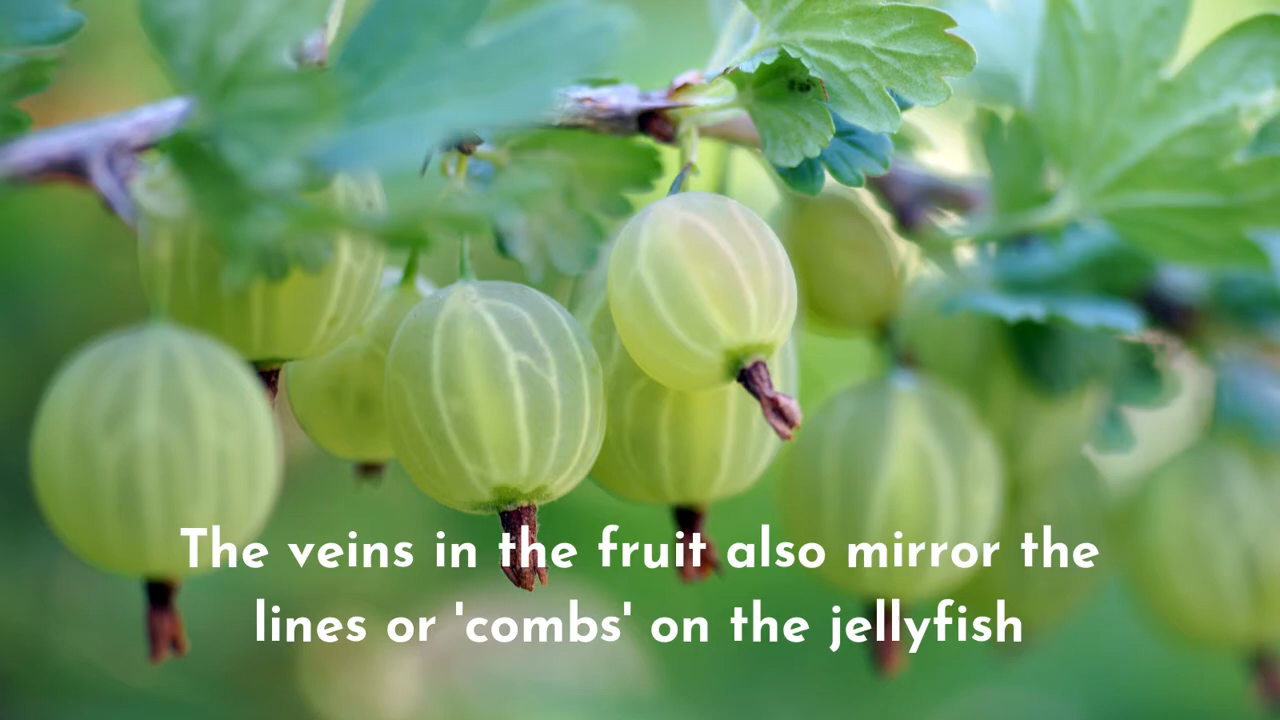 The veins in the fruit also mirror the
lines or 'combs' on the jellyfish